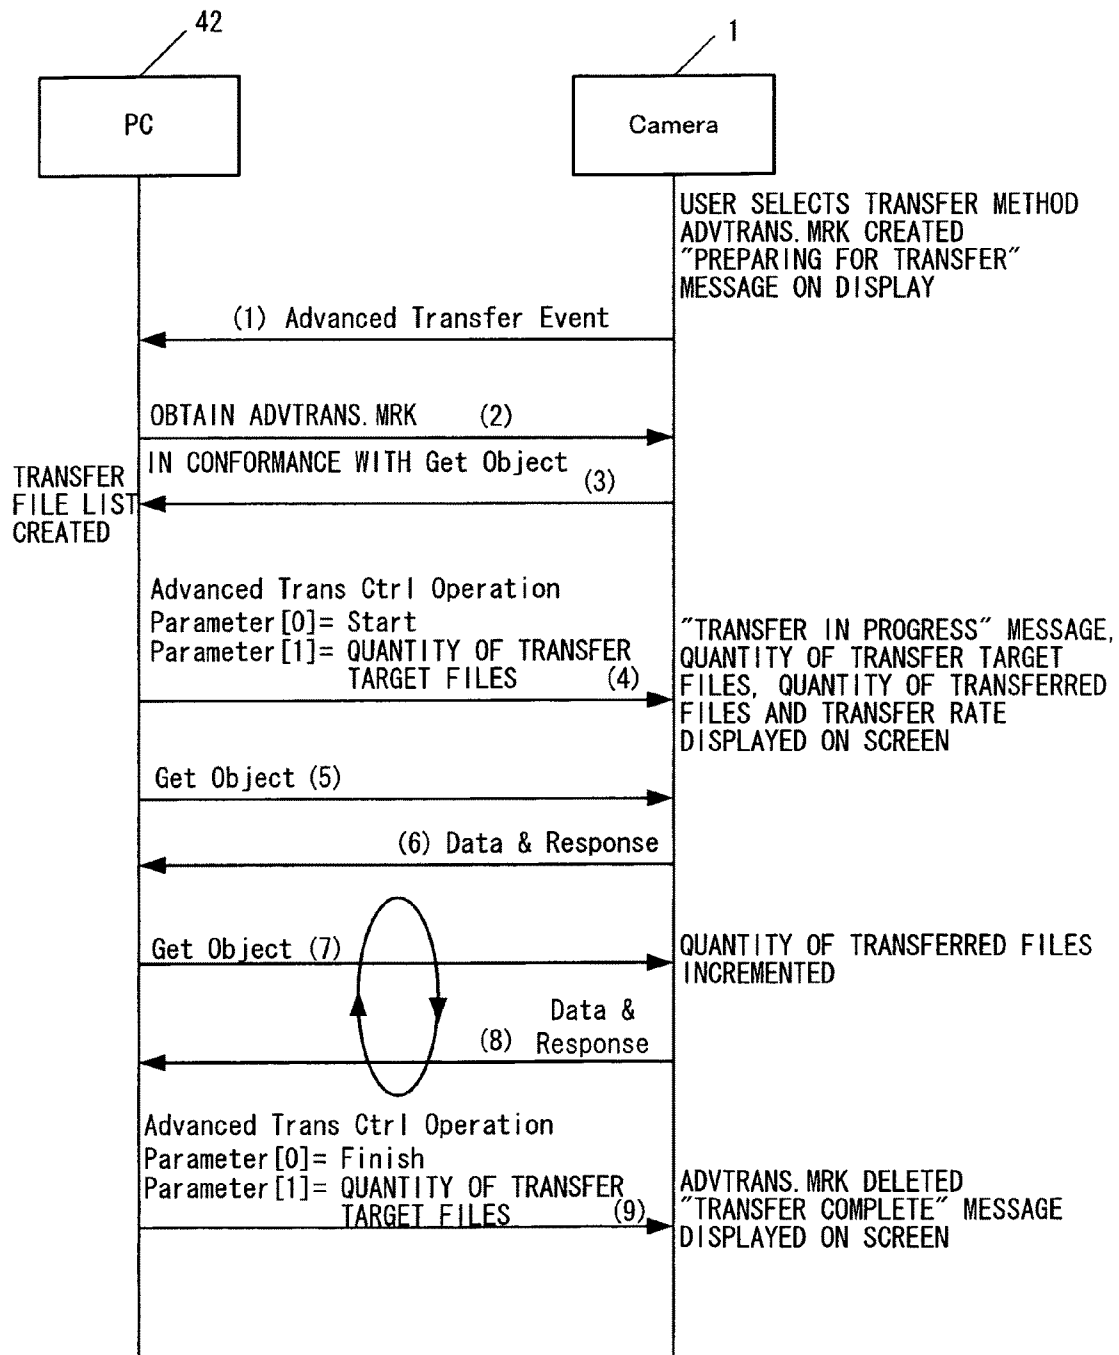 42
1
PC
Camera
USER SELECTS TRANSFER METHOD
ADVTRANS.MRK CREATED
"PREPARING FOR TRANSFER"
MESSAGE ON DISPLAY
(1) Advanced Transfer Event
OBTAIN ADVTRANS.MRK (2)
IN CONFORMANCE WITH Get Object
(3)
TRANSFER
FILE LIST
CREATED
Advanced Trans Ctrl Operation
Parameter[0]= Start
Parameter[1]= QUANTITY OF TRANSFER
TARGET FILES (4)
"TRANSFER IN PROGRESS" MESSAGE,
QUANTITY OF TRANSFER TARGET
FILES, QUANTITY OF TRANSFERRED
FILES AND TRANSFER RATE
DISPLAYED ON SCREEN
Get Object (5)
(6) Data & Response
Get Object (7)
QUANTITY OF TRANSFERRED FILES
INCREMENTED
Data &
(8) Response
Advanced Trans Ctrl Operation
Parameter[0]= Finish
Parameter[1]= QUANTITY OF TRANSFER
TARGET FILES (9)
ADVTRANS.MRK DELETED
"TRANSFER COMPLETE" MESSAGE
DISPLAYED ON SCREEN